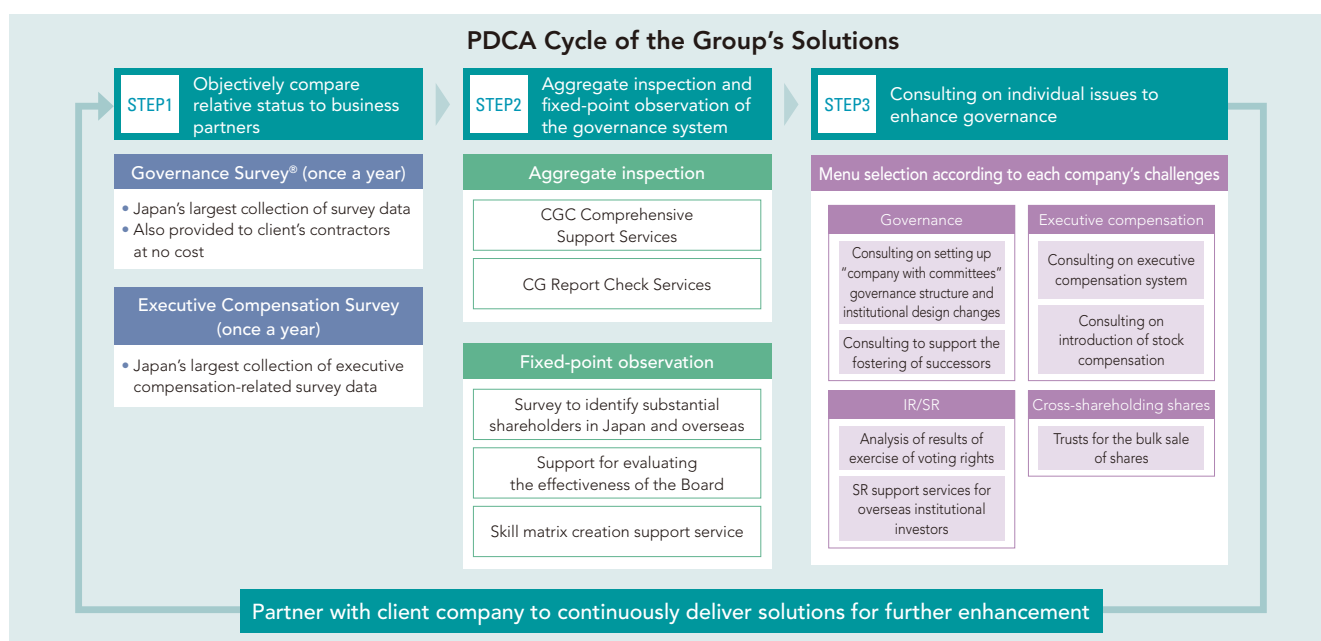 PDCA Cycle of the Group’s Solutions
STEP1
Objectively compare
relative status to business
partners
Governance Survey® (once a year)
• Japan’s largest collection of survey data
• Also provided to client’s contractors
at no cost
Executive Compensation Survey
(once a year)
• Japan’s largest collection of executive
compensation-related survey data
STEP2
Aggregate inspection and
fixed-point observation of
the governance system
Aggregate inspection
CGC Comprehensive
Support Services
CG Report Check Services
Fixed-point observation
Survey to identify substantial
shareholders in Japan and overseas
Support for evaluating
the effectiveness of the Board
Skill matrix creation support service
STEP3
Consulting on individual issues to
enhance governance
Menu selection according to each company’s challenges
Governance
Consulting on setting up
“company with committees”
governance structure and
institutional design changes
Consulting to support the
fostering of successors
Executive compensation
Consulting on executive
compensation system
Consulting on
introduction of stock
compensation
IR/SR
Analysis of results of
exercise of voting rights
SR support services for
overseas institutional
investors
Cross-shareholding shares
Trusts for the bulk sale
of shares
Partner with client company to continuously deliver solutions for further enhancement